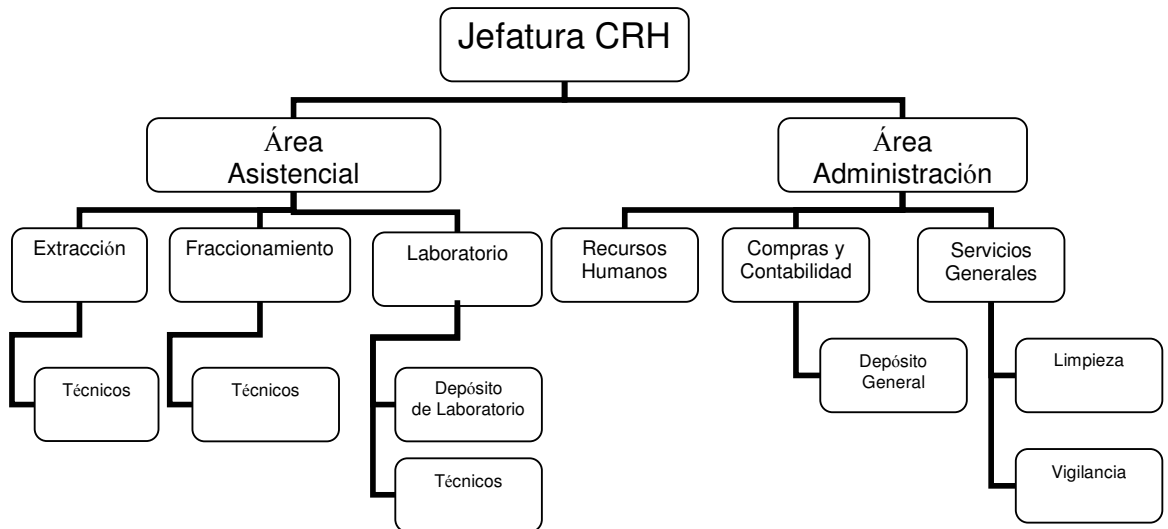 Jefatura CRH
Área
Asistencial
Área
Administración
Extracción
Fraccionamiento
Laboratorio
Recursos
Humanos
Compras y
Contabilidad
Servicios
Generales
Técnicos
Técnicos
Depósito
de Laboratorio
Depósito
General
Limpieza
Técnicos
Vigilancia